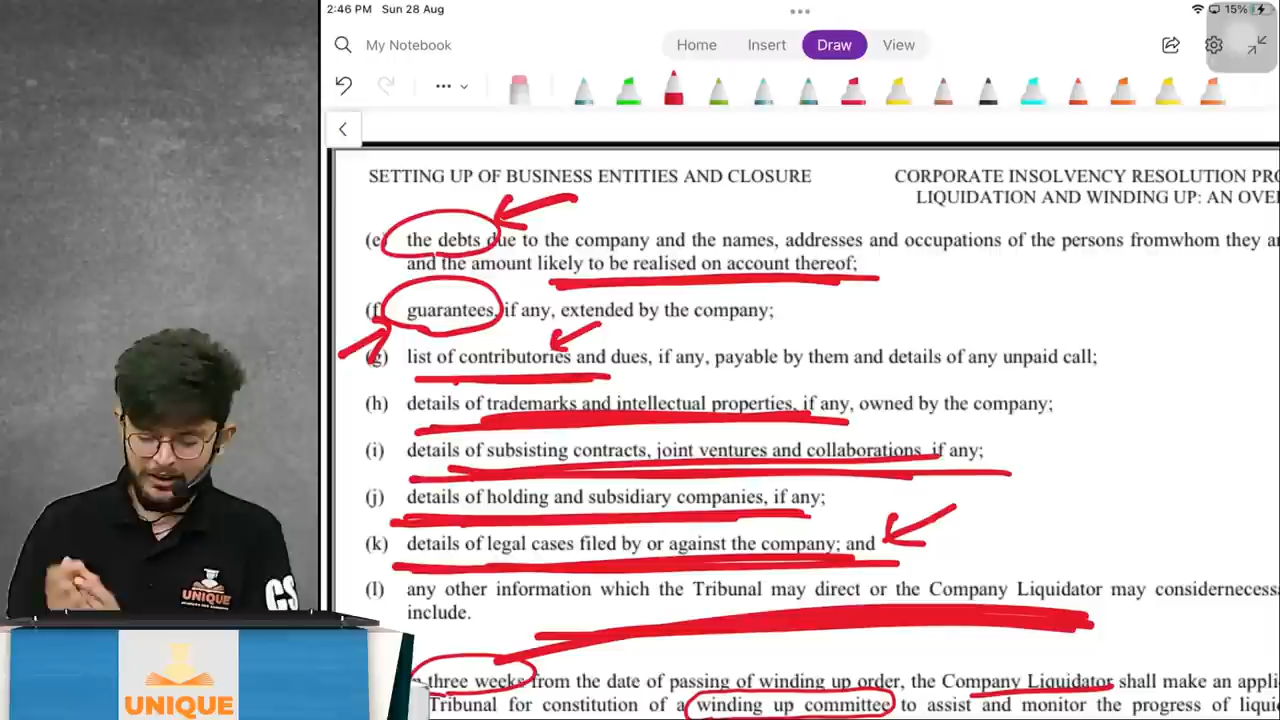 2:46 PM Sun 28 Aug
15%
My Notebook
Home Insert Draw View
SETTING UP OF BUSINESS ENTITIES AND CLOSURE
CORPORATE INSOLVENCY RESOLUTION PRO
LIQUIDATION AND WINDING UP: AN OVE
(e) the debts due to the company and the names, addresses and occupations of the persons fromwhom they a
and the amount likely to be realised on account thereof;
(f) guarantees, if any, extended by the company;
(g) list of contributories and dues, if any, payable by them and details of any unpaid call;
(h) details of trademarks and intellectual properties, if any, owned by the company;
(i) details of subsisting contracts, joint ventures and collaborations, if any;
(j) details of holding and subsidiary companies, if any;
(k) details of legal cases filed by or against the company; and
(l) any other information which the Tribunal may direct or the Company Liquidator may considernecess
include.
three weeks from the date of passing of winding up order, the Company Liquidator shall make an appli
Tribunal for constitution of a winding up committee to assist and monitor the progress of liqui
UNIQUE
CS
UNIQUE